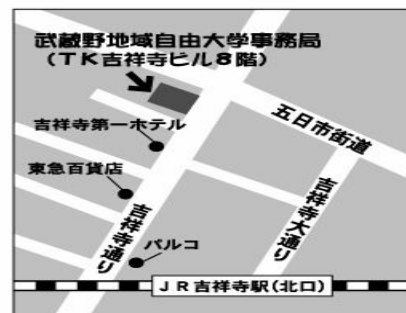 武蔵野地域自由大学事務局
（ＴＫ吉祥寺ビル８階）
五日市街道
吉祥寺第一ホテル
東急百貨店
吉祥寺大通り
吉祥寺通り
パルコ
ＪＲ吉祥寺駅（北口）